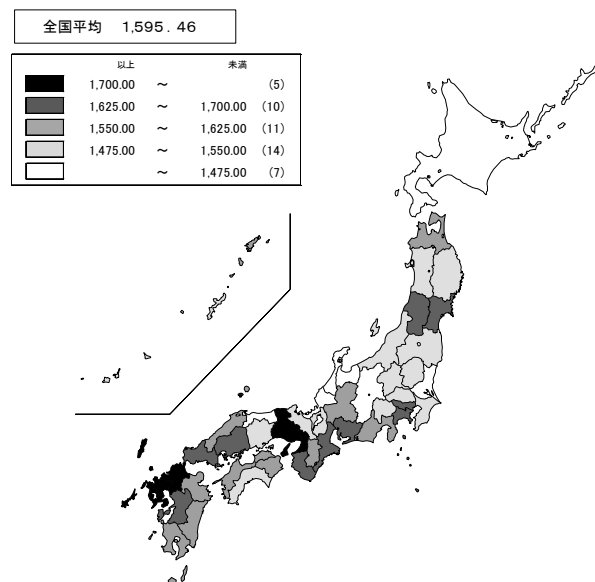 全国平均 1,595.46
以上 未満
1,700.00 ～ (5)
1,625.00 ～ 1,700.00 (10)
1,550.00 ～ 1,625.00 (11)
1,475.00 ～ 1,550.00 (14)
～ 1,475.00 (7)